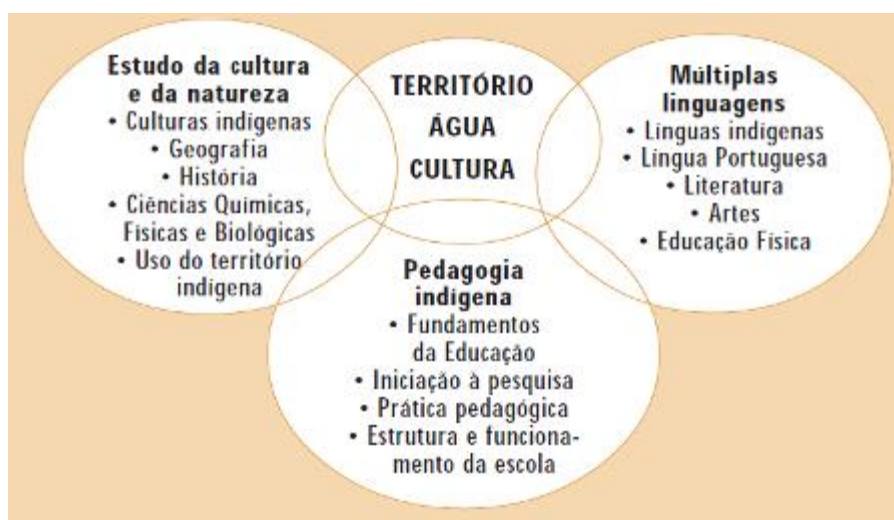 Estudo da cultura
e da natureza
• Culturas indígenas
• Geografia
• História
• Ciências Químicas,
Físicas e Biológicas
• Uso do território
indígena
TERRITÓRIO
ÁGUA
CULTURA
Múltiplas
linguagens
• Línguas indígenas
• Língua Portuguesa
• Literatura
• Artes
• Educação Física
Pedagogia
indígena
• Fundamentos
da Educação
• Iniciação à pesquisa
• Prática pedagógica
• Estrutura e funciona-
mento da escola